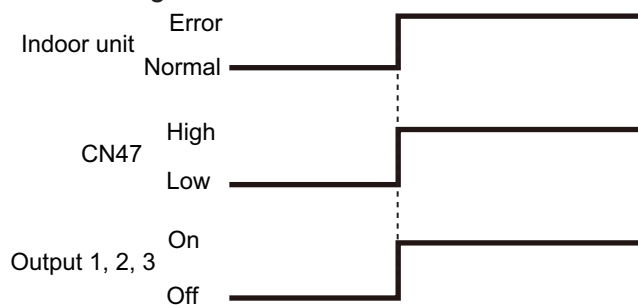 Error
Indoor unit
Normal
High
CN47
Low
On
Output 1, 2, 3
Off